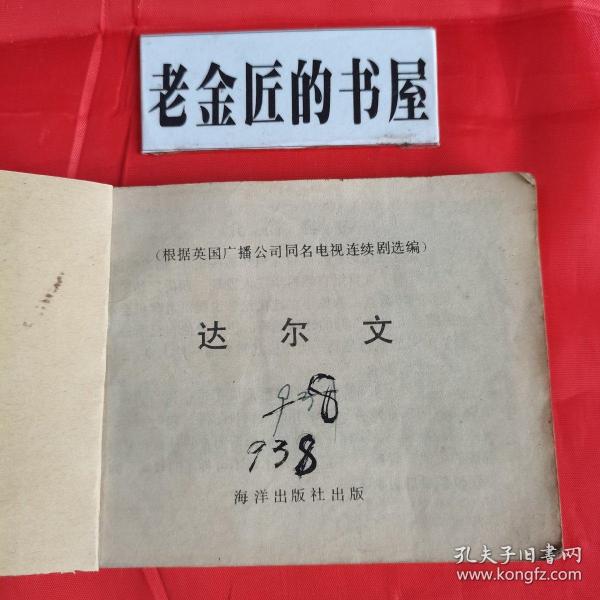 老金匠的书屋
（根据英国广播公司同名电视连续剧选编）
达尔文
938
海洋出版社出版
孔夫子旧书网
www.kongfz.com